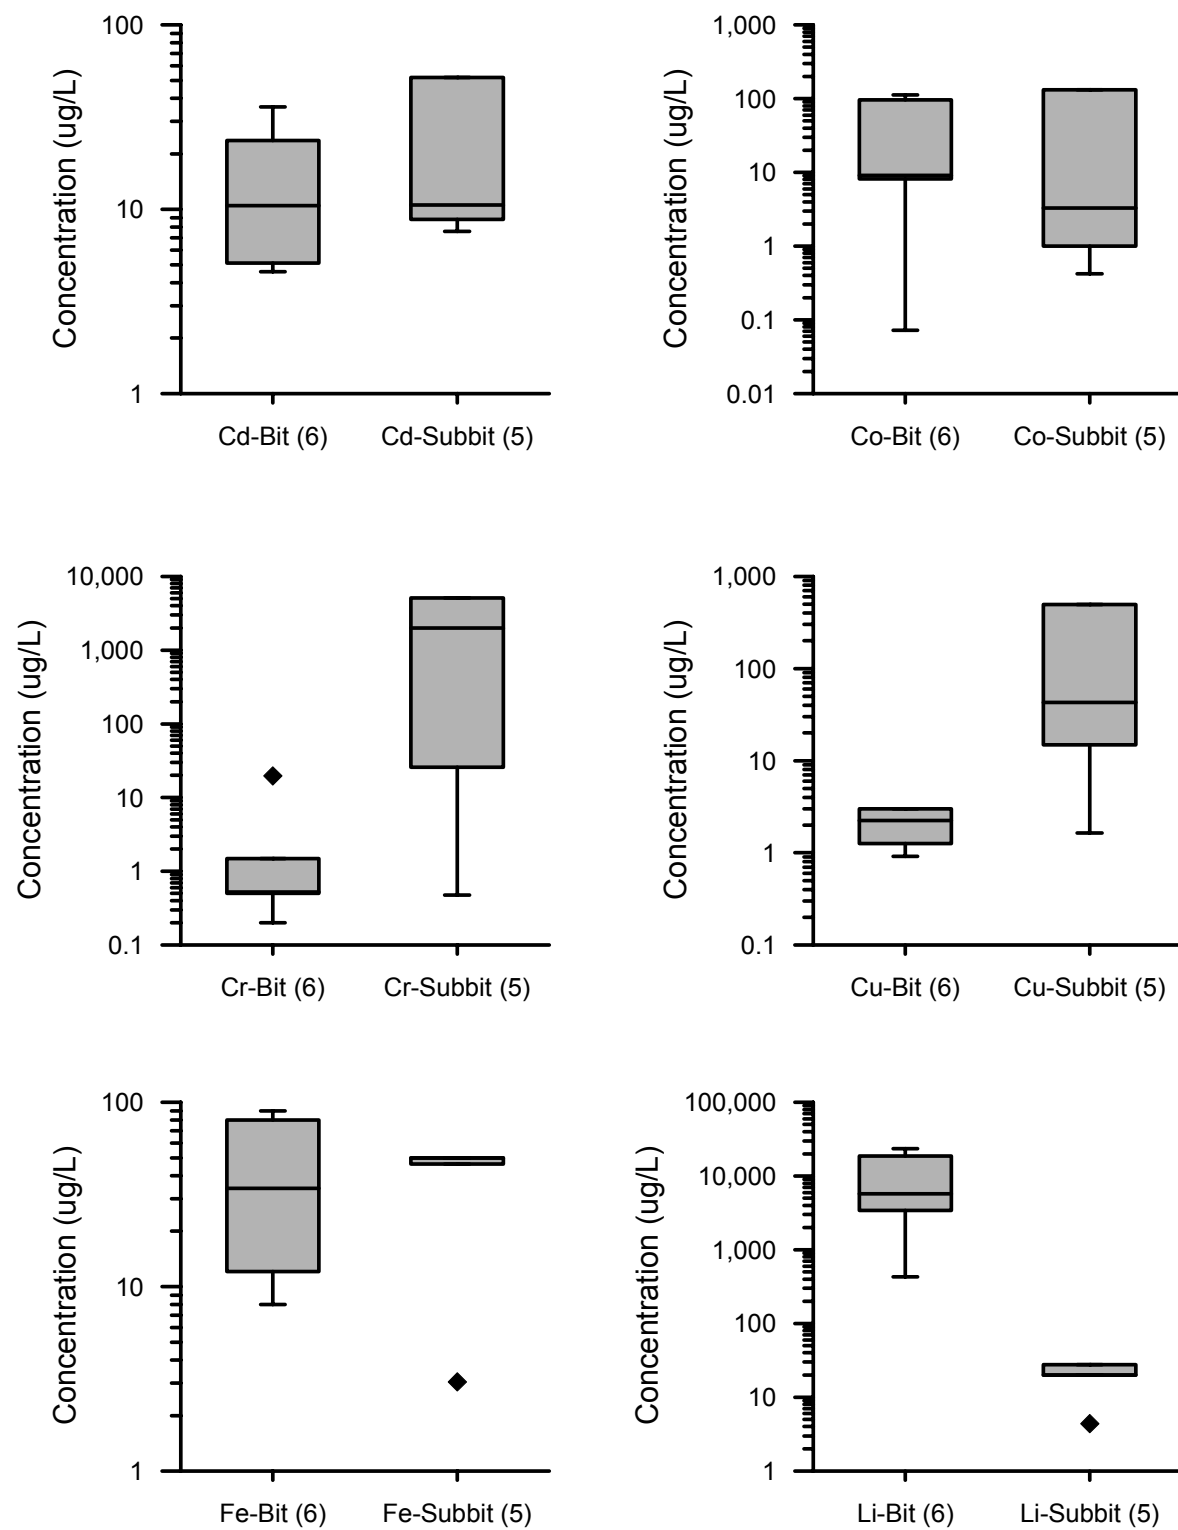 100
10
1
Concentration (ug/L)
Cd-Bit (6)
Cd-Subbit (5)
1,000
100
10
1
0.1
0.01
Concentration (ug/L)
Co-Bit (6)
Co-Subbit (5)
10,000
1,000
100
10
1
0.1
Concentration (ug/L)
Cr-Bit (6)
Cr-Subbit (5)
1,000
100
10
1
0.1
Concentration (ug/L)
Cu-Bit (6)
Cu-Subbit (5)
100
10
1
Concentration (ug/L)
Fe-Bit (6)
Fe-Subbit (5)
100,000
10,000
1,000
100
10
1
Concentration (ug/L)
Li-Bit (6)
Li-Subbit (5)